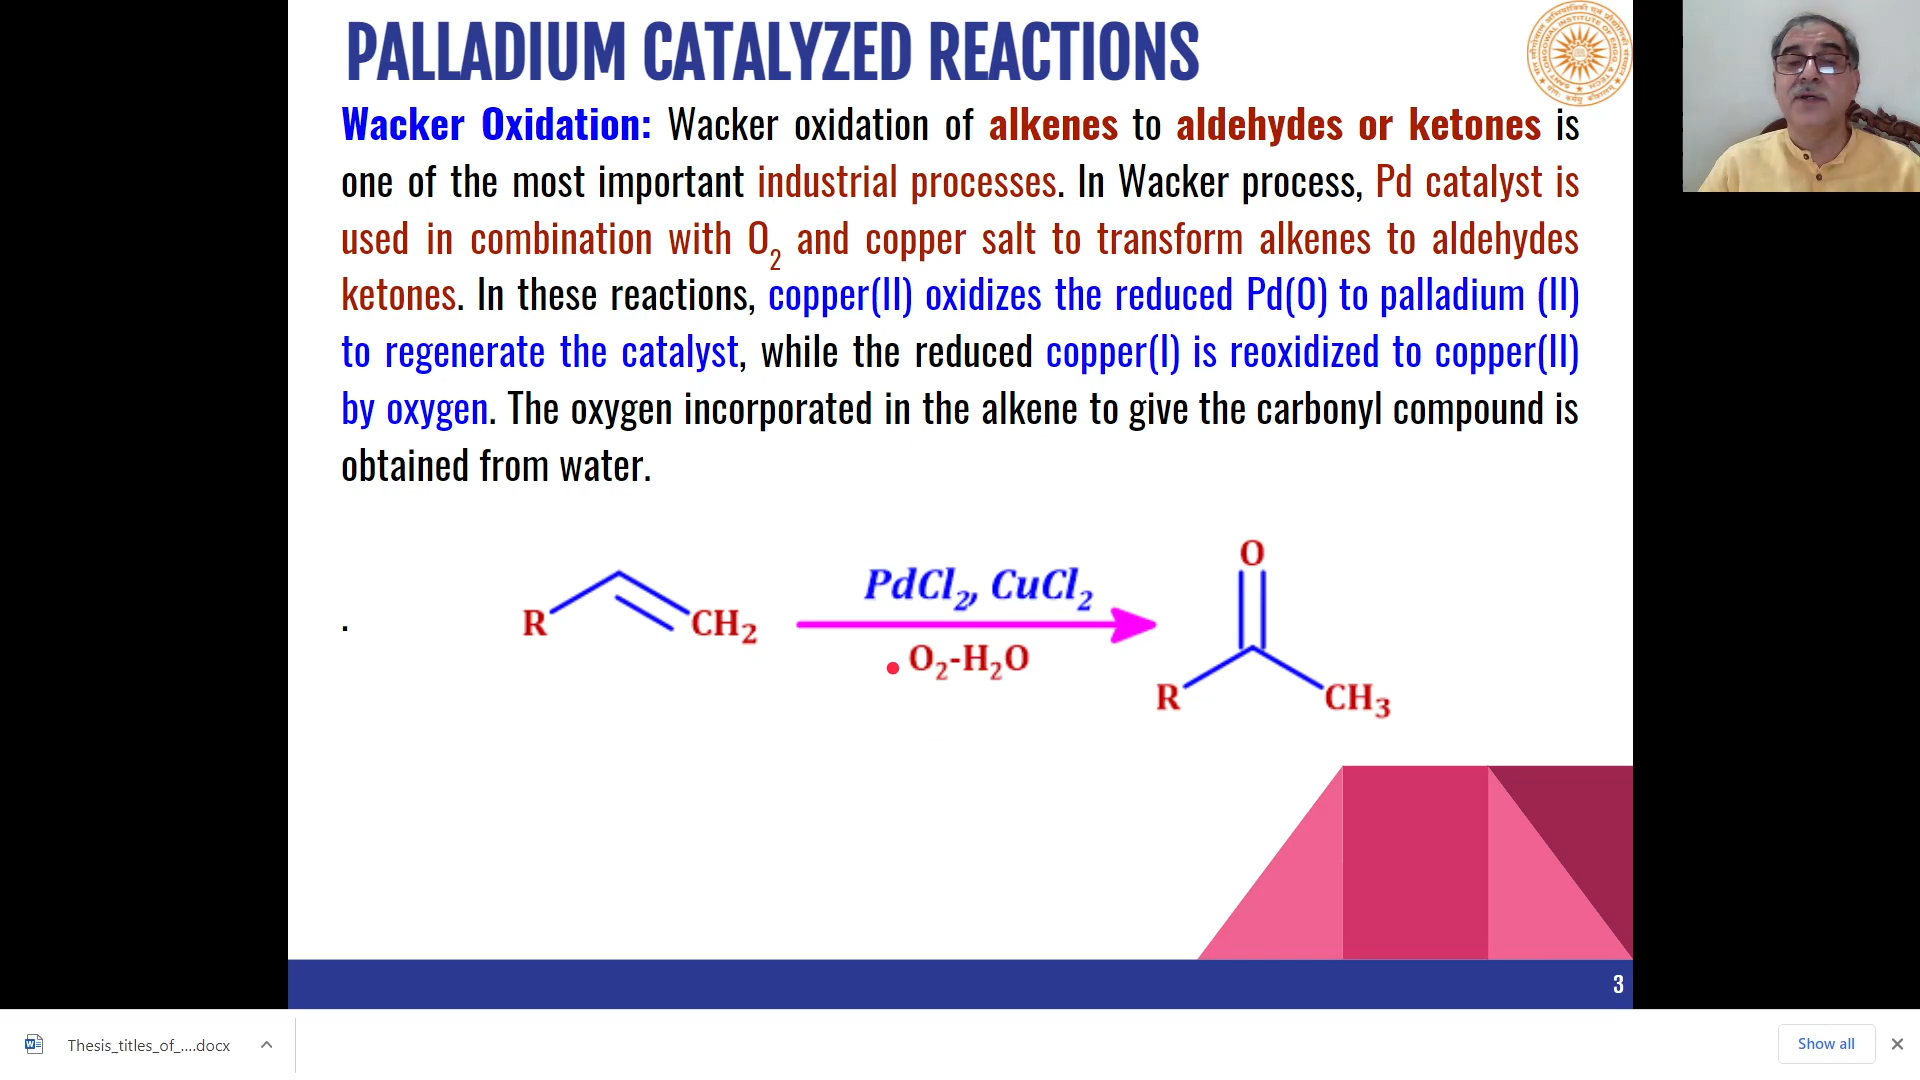 PALLADIUM CATALYZED REACTIONS
Wacker Oxidation: Wacker oxidation of alkenes to aldehydes or ketones is
one of the most important industrial processes. In Wacker process, Pd catalyst is
used in combination with O2 and copper salt to transform alkenes to aldehydes
ketones. In these reactions, copper(II) oxidizes the reduced Pd(0) to palladium (II)
to regenerate the catalyst, while the reduced copper(I) is reoxidized to copper(II)
by oxygen. The oxygen incorporated in the alkene to give the carbonyl compound is
obtained from water.
.
R
CH2
PdCl2, CuCl2
O2-H2O
O
R
CH3
3
Thesis_titles_of_....docx
Show all